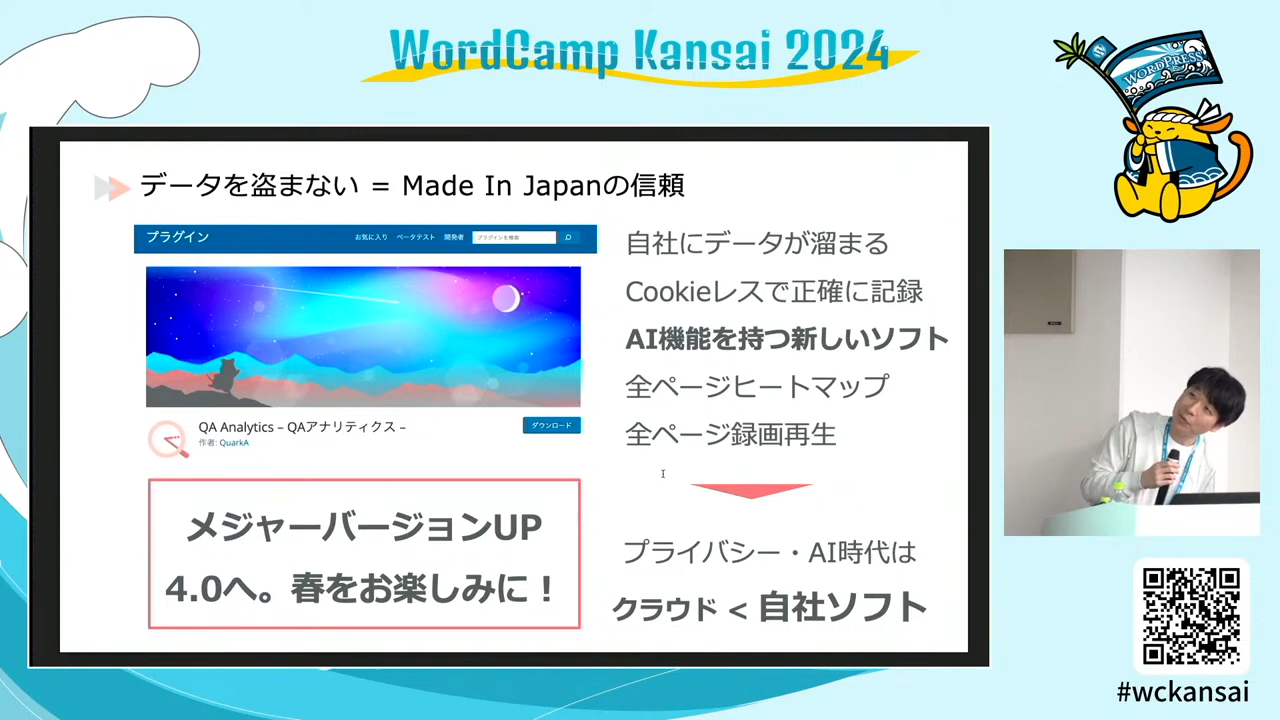 WordCamp Kansai 2024
WORDPRESS
データを盗まない = Made In Japanの信頼
プラグイン
お気に入り ベータテスト 開発者 プラグインを検索
QA Analytics – QAアナリティクス –
作者: QuarkA
ダウンロード
メジャーバージョンUP
4.0へ。春をお楽しみに！
自社にデータが溜まる
Cookieレスで正確に記録
AI機能を持つ新しいソフト
全ページヒートマップ
全ページ録画再生
プライバシー・AI時代は
クラウド < 自社ソフト
#wckansai